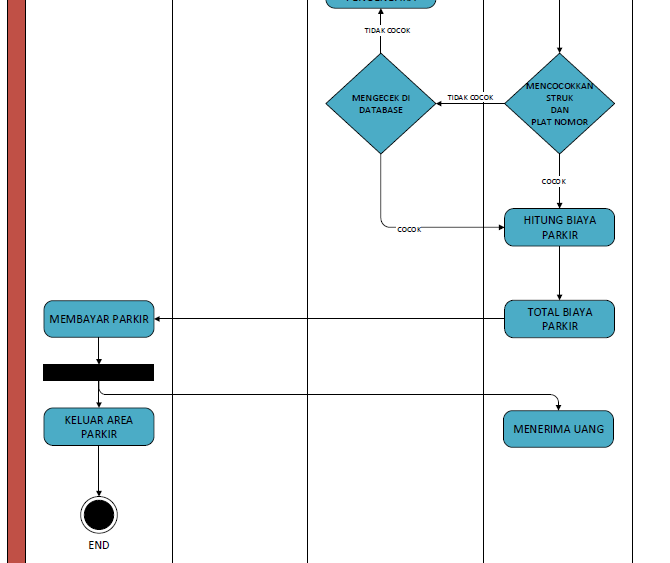 TIDAK COCOK
MENGECEK DI
DATABASE
TIDAK COCOK
MENCOCOKKAN
STRUK
DAN
PLAT NOMOR
COCOK
COCOK
HITUNG BIAYA
PARKIR
MEMBAYAR PARKIR
TOTAL BIAYA
PARKIR
KELUAR AREA
PARKIR
MENERIMA UANG
END